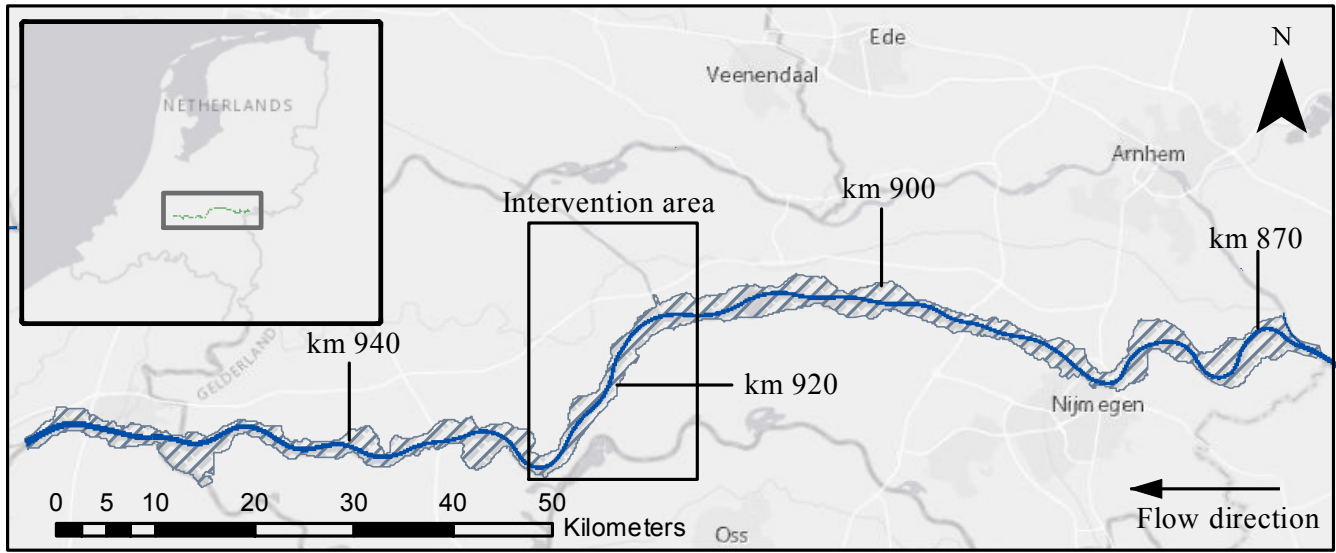 Ede
N
Veenendaal
NETHERLANDS
Arnhem
km 900
Intervention area
km 870
km 940
GELDERLAND
km 920
Nijmegen
0 5 10 20 30 40 50
Kilometers
Flow direction
Oss